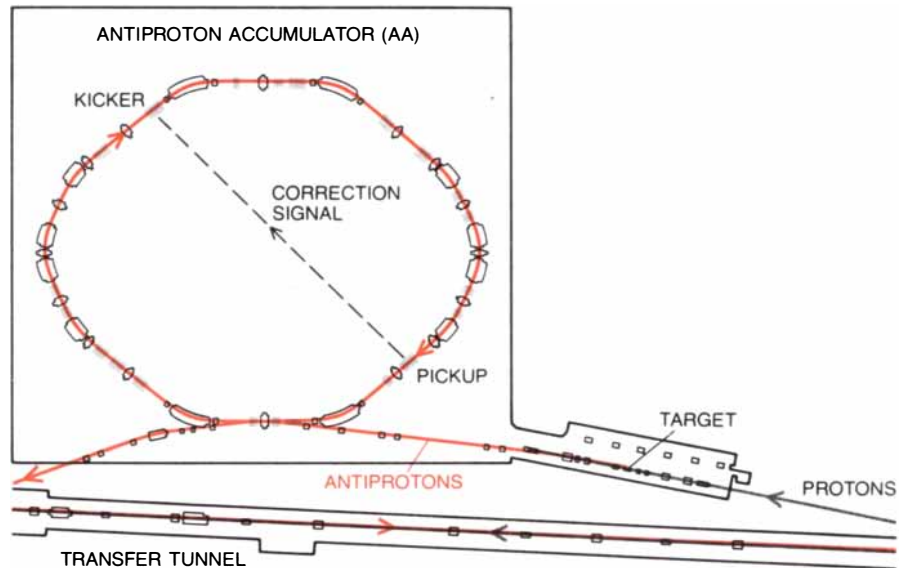 ANTIPROTON ACCUMULATOR (AA)
KICKER
CORRECTION
SIGNAL
PICKUP
TARGET
ANTIPROTONS
PROTONS
TRANSFER TUNNEL